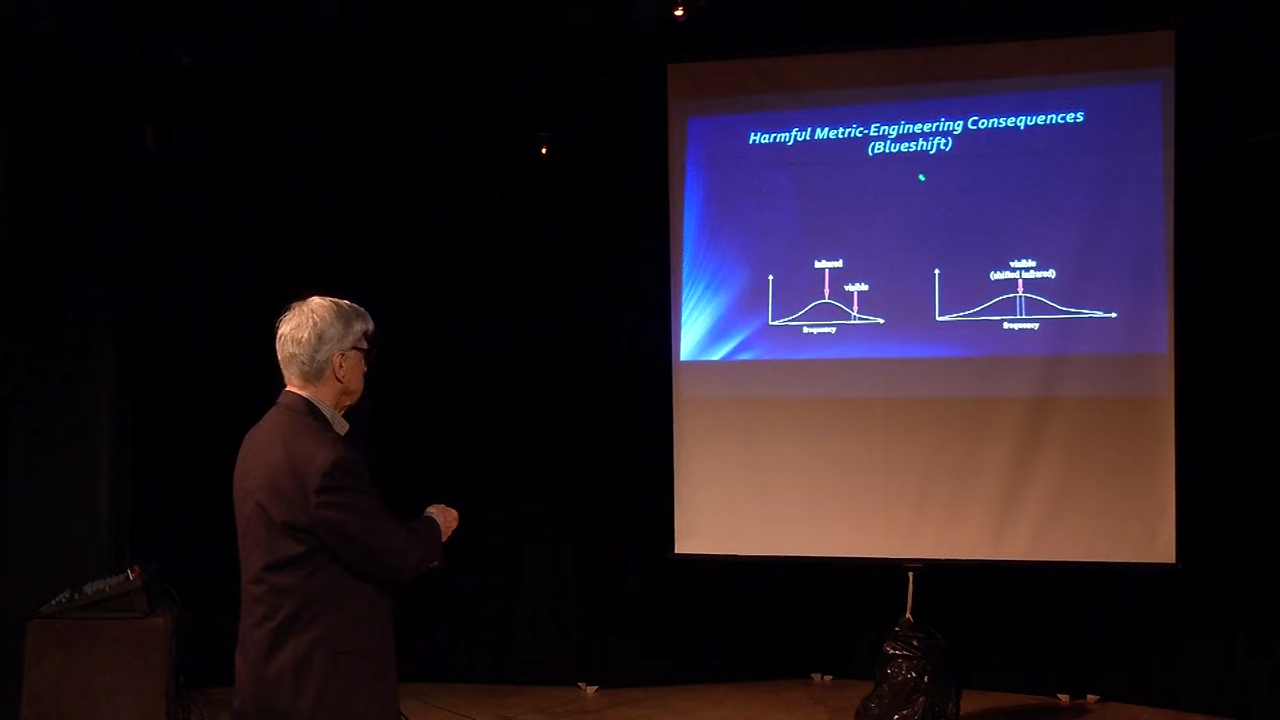 Harmful Metric-Engineering Consequences
(Blueshift)
infrared
visible
frequency
visible
(shifted infrared)
frequency